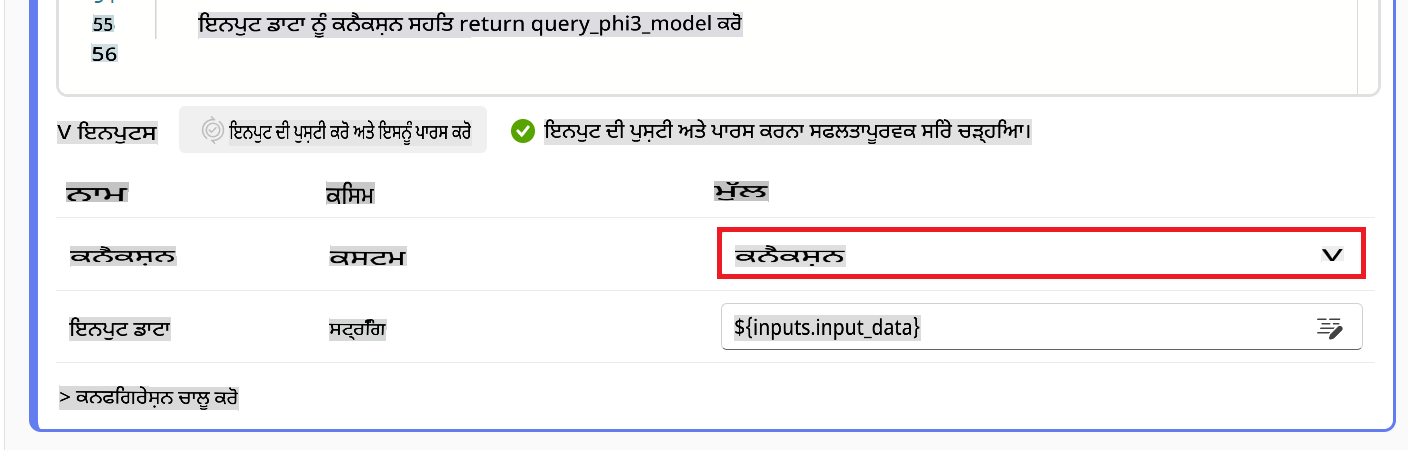 55 ਇਨਪੁਟ ਡਾਟਾ ਨੂੰ ਕਨੈਕਸ਼ਨ ਸਹਿਤ return query_phi3_model ਕਰੋ
56
V ਇਨਪੁਟਸ ਇਨਪੁਟ ਦੀ ਪੁਸ਼ਟੀ ਕਰੋ ਅਤੇ ਇਸਨੂੰ ਪਾਰਸ ਕਰੋ ਇਨਪੁਟ ਦੀ ਪੁਸ਼ਟੀ ਅਤੇ ਪਾਰਸ ਕਰਨਾ ਸਫਲਤਾਪੂਰਵਕ ਸਿਰੇ ਚੜ੍ਹਿਆ।
ਨਾਮ ਕਿਸਮ ਮੁੱਲ
ਕਨੈਕਸ਼ਨ ਕਸਟਮ ਕਨੈਕਸ਼ਨ V
ਇਨਪੁਟ ਡਾਟਾ ਸਟ੍ਰਿੰਗ ${inputs.input_data}
> ਕਨਫਿਗਰੇਸ਼ਨ ਚਾਲੂ ਕਰੋ